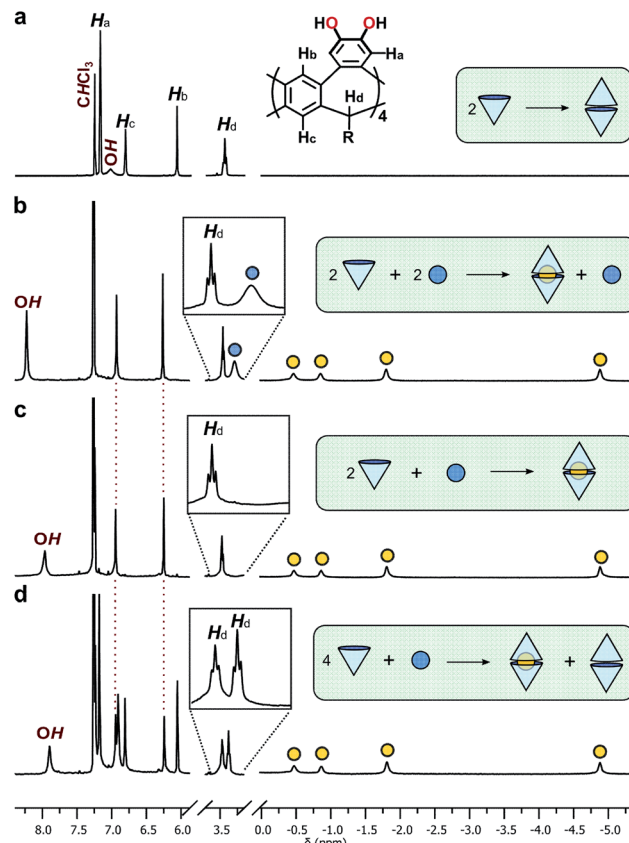 a
CHCl3
Ha
OH
Hc
Hb
Hd
HO OH
Hb
Ha
Hd
4
Hc
R
2
b
OH
Hd
2 + 2 +
c
OH
Hd
2 +
d
OH
Hd Hd
4 + +
8.0 7.5 7.0 6.5 6.0 3.5 0.0 -0.5 -1.0 -1.5 -2.0 -2.5 -3.0 -3.5 -4.0 -4.5 -5.0
δ (ppm)